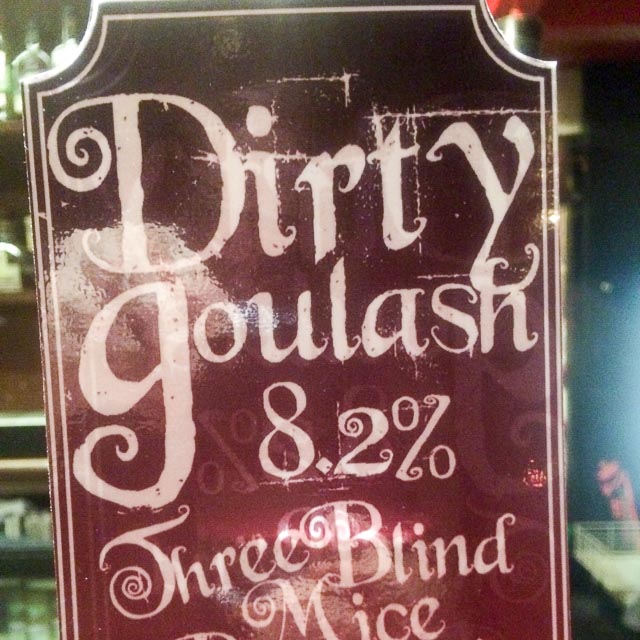 Dirty
goulash
8.2%
Three Blind
Mice